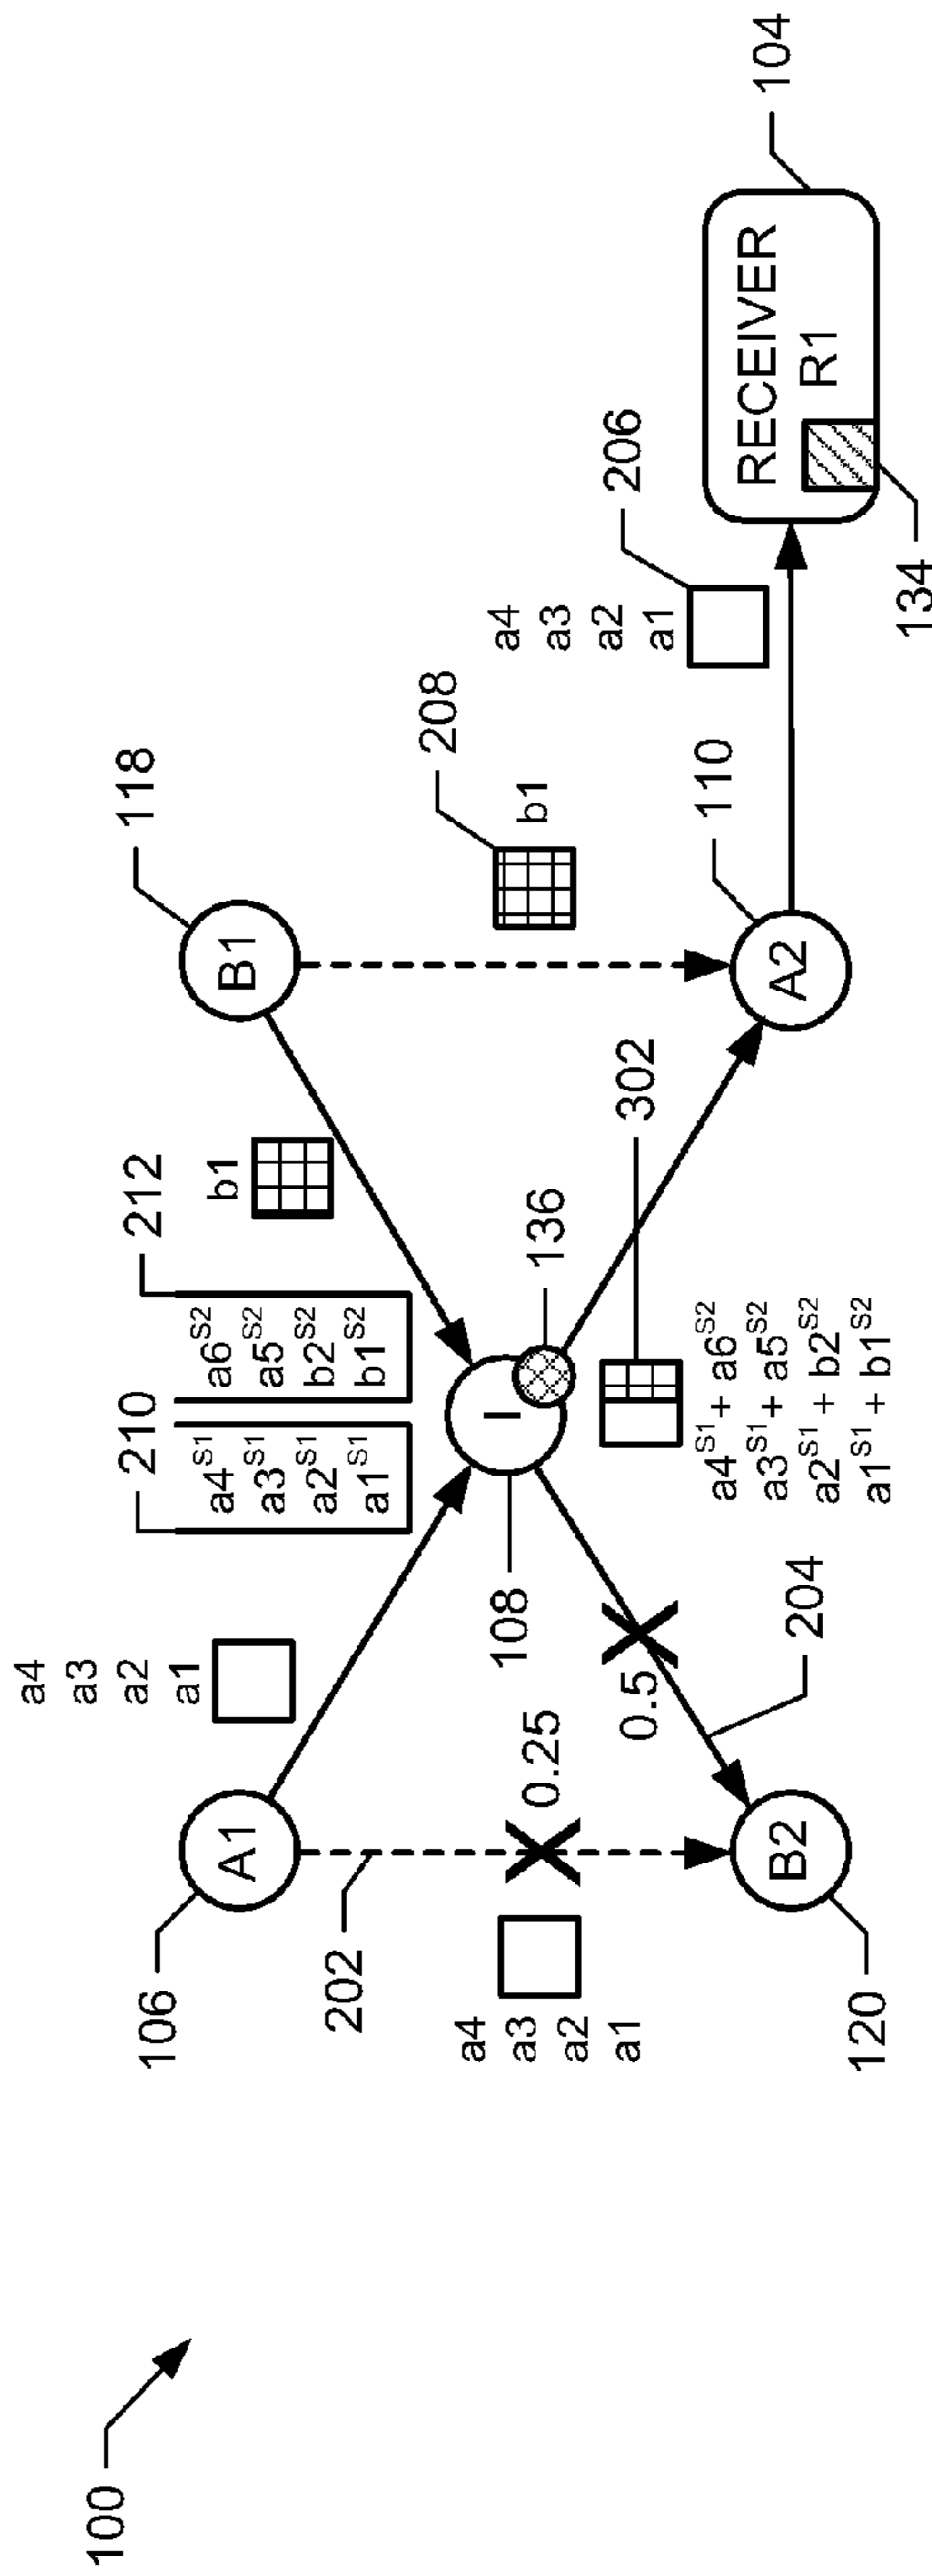 100
106
A1
a4
a3
a2
a1
210
a4^S1
a3^S1
a2^S1
a1^S1
212
a6^S2
a5^S2
b2^S2
b1^S2
b1
118
B1
202
a4
a3
a2
a1
0.25
108
I
136
208
b1
0.5
204
302
a4^S1 + a6^S2
a3^S1 + a5^S2
a2^S1 + b2^S2
a1^S1 + b1^S2
120
B2
110
A2
206
a4
a3
a2
a1
RECEIVER
R1
104
134